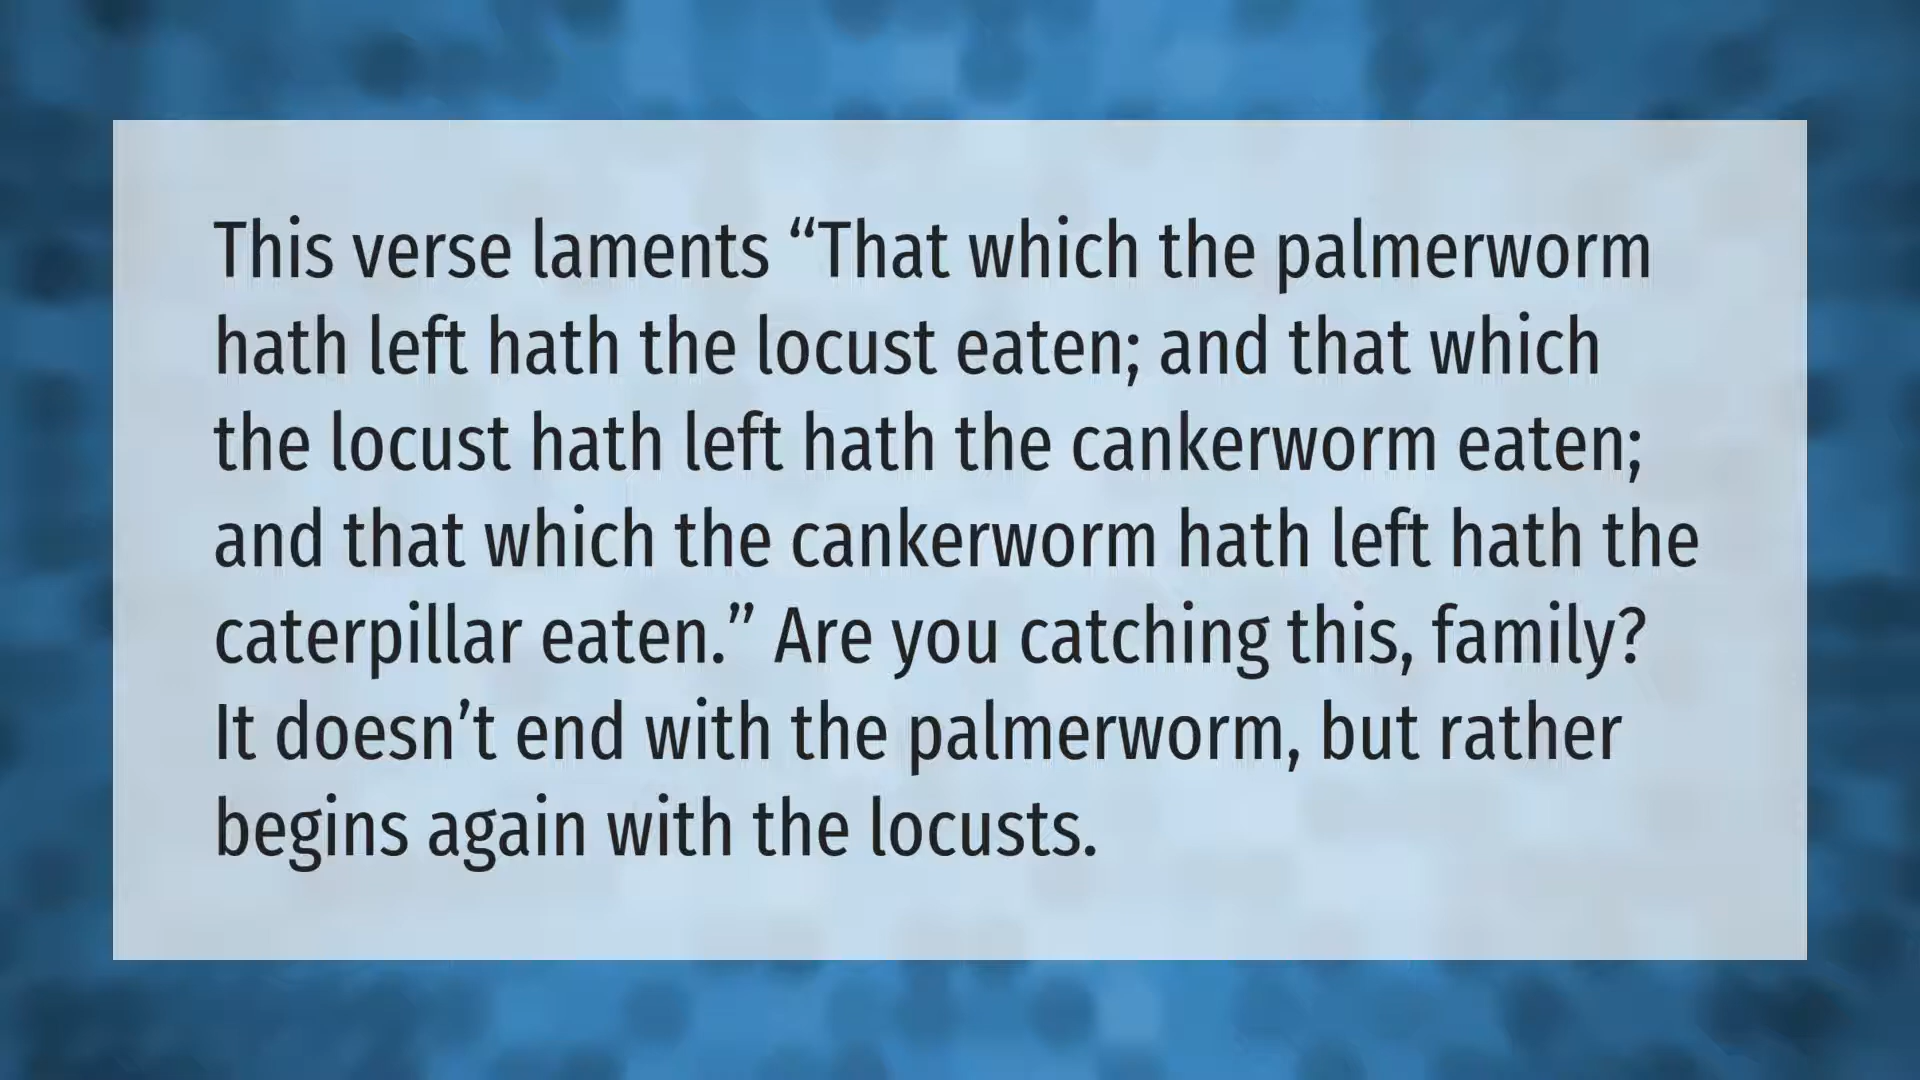 This verse laments “That which the palmerworm
hath left hath the locust eaten; and that which
the locust hath left hath the cankerworm eaten;
and that which the cankerworm hath left hath the
caterpillar eaten.” Are you catching this, family?
It doesn’t end with the palmerworm, but rather
begins again with the locusts.